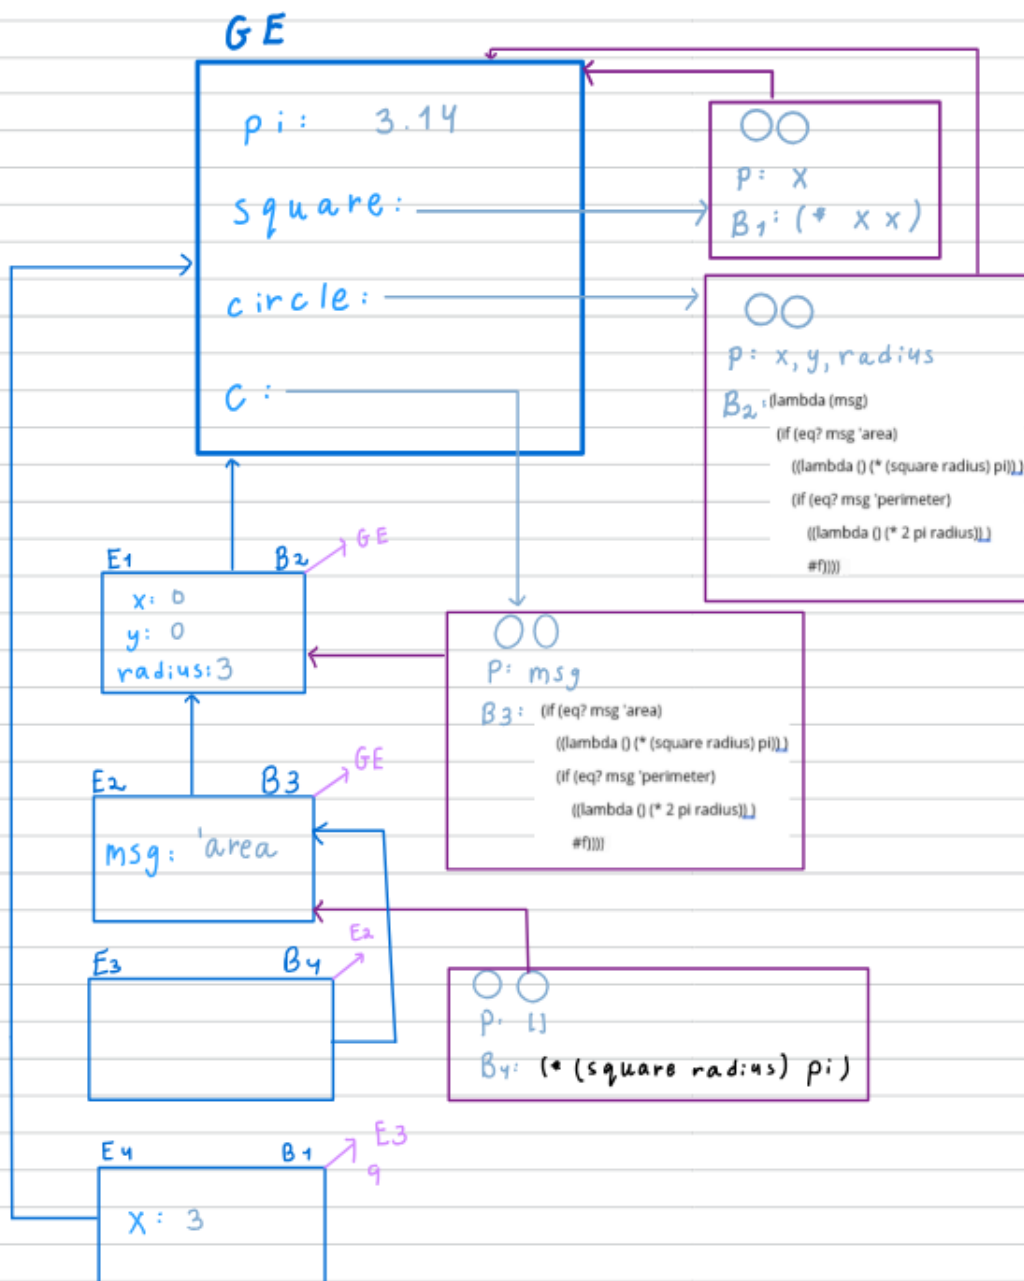 GE
pi: 3.14
square:
circle:
C:
P: X
B1: (* x x)
P: x, y, radius
B2: (lambda (msg)
(if (eq? msg 'area)
((lambda () (* (square radius) pi)) )
(if (eq? msg 'perimeter)
((lambda () (* 2 pi radius)) )
#f))))
E1 B2 GE
x: 0
y: 0
radius: 3
P: msg
B3: (if (eq? msg 'area)
((lambda () (* (square radius) pi)) )
(if (eq? msg 'perimeter)
((lambda () (* 2 pi radius)) )
#f))))
E2 B3 GE
msg: 'area
E3 B4 E2
P: []
B4: (* (square radius) pi)
E4 B1 E3
9
X: 3